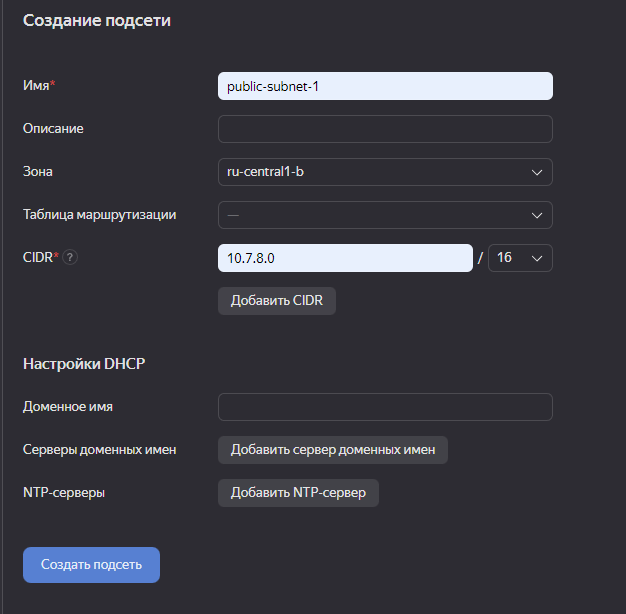 Создание подсети
Имя* public-subnet-1
Описание
Зона ru-central1-b
Таблица маршрутизации —
CIDR* ? 10.7.8.0 / 16
Добавить CIDR
Настройки DHCP
Доменное имя
Серверы доменных имен Добавить сервер доменных имен
NTP-серверы Добавить NTP-сервер
Создать подсеть